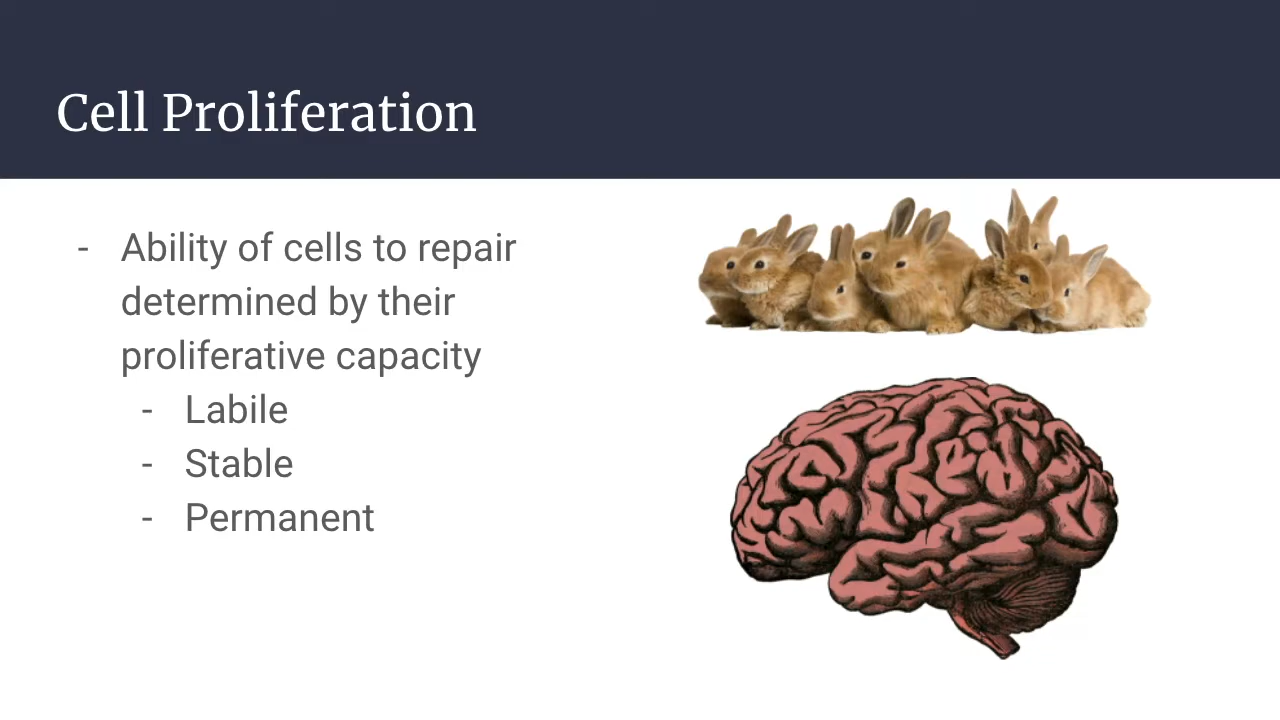 Cell Proliferation
- Ability of cells to repair
determined by their
proliferative capacity
- Labile
- Stable
- Permanent